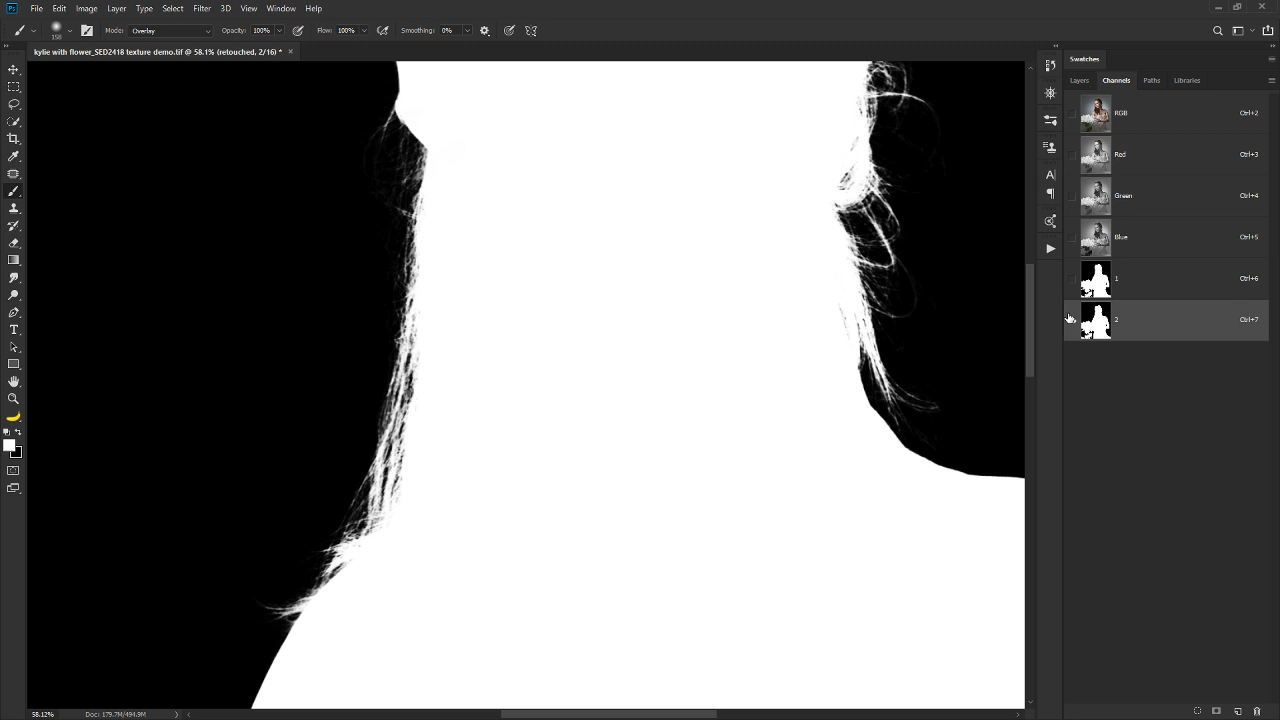 Ps File Edit Image Layer Type Select Filter 3D View Window Help
158 Mode: Overlay Opacity: 100% Flow: 100% Smoothing: 0%
kylie with flower_SED2418 texture demo.tif @ 58.1% (retouched, 2/16) * ×
Swatches
Layers Channels Paths Libraries
RGB Ctrl+2
Red Ctrl+3
Green Ctrl+4
Blue Ctrl+5
1 Ctrl+6
2 Ctrl+7
58.12% Doc: 179.7M/494.9M